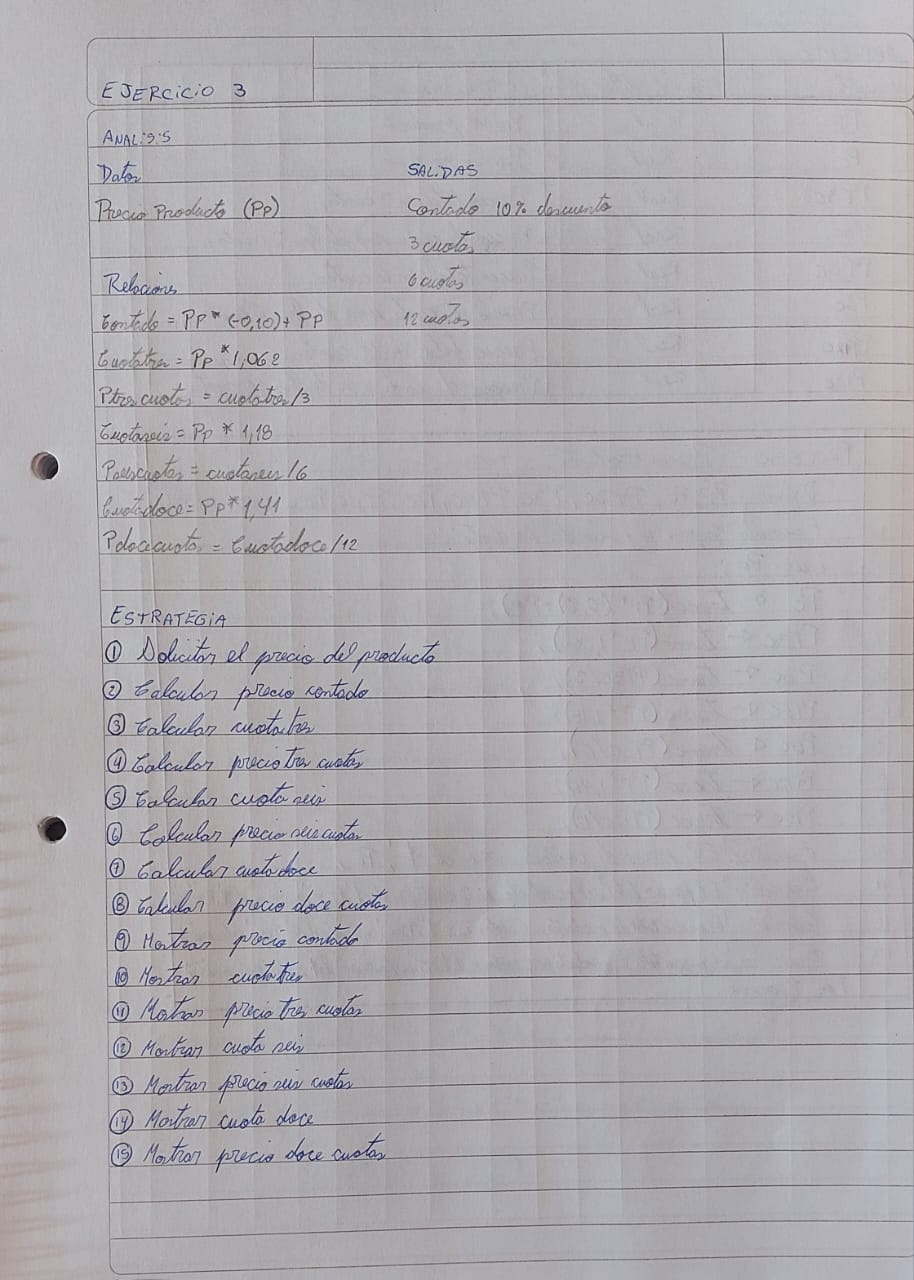 EJERCICIO 3
ANALISIS
Datos SALIDAS
Precio Producto (Pp) Contado 10% descuento
3 cuotas
Relaciones 6 cuotas
Contado = PP * (-0,10) + PP 12 cuotas
Cuotatres = Pp * 1,062
Ptrescuotas = cuotatres/3
Cuotaseis = Pp * 1,18
Pseiscuotas = cuotaseis/6
Cuotadoce = Pp * 1,41
Pdocecuota = Cuotadoce/12
ESTRATEGIA
① Solicitar el precio del producto
② Calcular precio contado
③ Calcular cuota tres
④ Calcular precio tres cuotas
⑤ Calcular cuota seis
⑥ Calcular precio seis cuotas
⑦ Calcular cuota doce
⑧ Calcular precio doce cuotas
⑨ Mostrar precio contado
⑩ Mostrar cuota tres
⑪ Mostrar precio tres cuotas
⑫ Mostrar cuota seis
⑬ Mostrar precio seis cuotas
⑭ Mostrar cuota doce
⑮ Mostrar precio doce cuotas